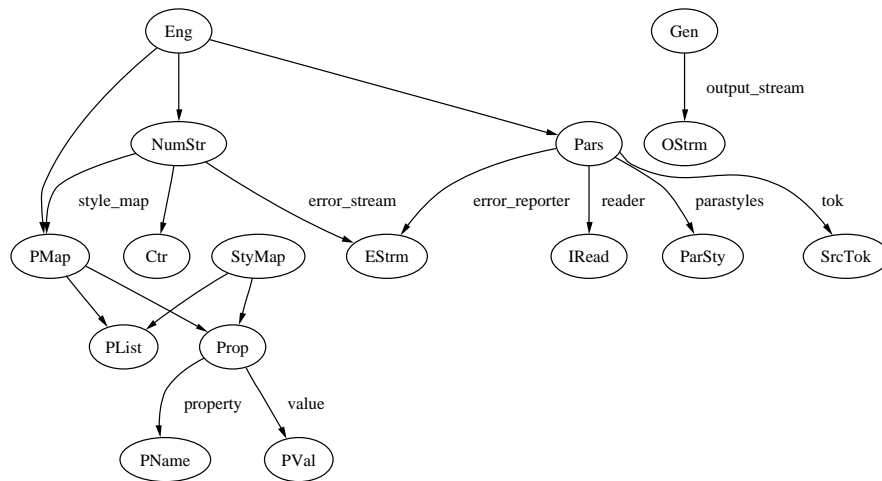 Eng
Gen
output_stream
NumStr
Pars
OStrm
style_map
error_stream
error_reporter
reader
parastyles
tok
PMap
Ctr
StyMap
EStrm
IRead
ParSty
SrcTok
PList
Prop
property
value
PName
PVal